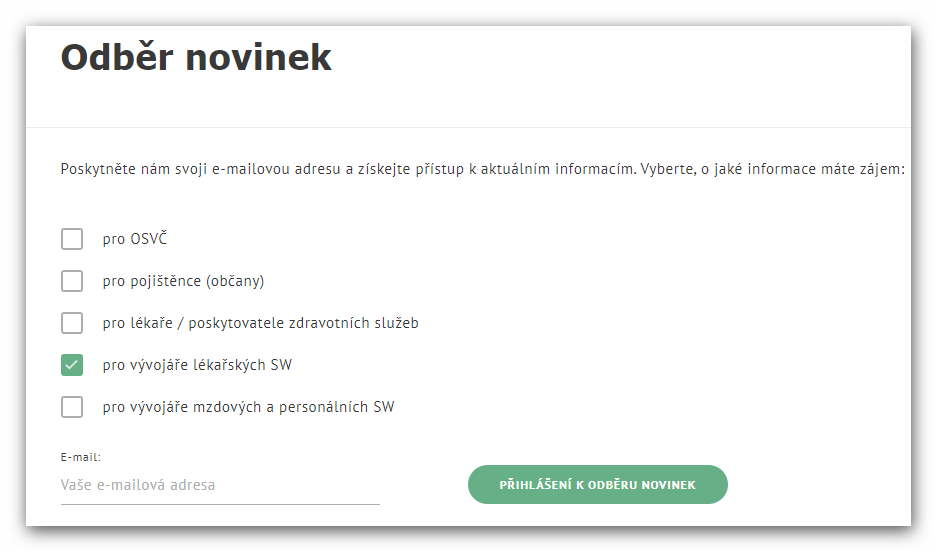 Odběr novinek
Poskytněte nám svoji e-mailovou adresu a získejte přístup k aktuálním informacím. Vyberte, o jaké informace máte zájem:
pro OSVČ
pro pojištěnce (občany)
pro lékaře / poskytovatele zdravotních služeb
pro vývojáře lékařských SW
pro vývojáře mzdových a personálních SW
E-mail:
Vaše e-mailová adresa
PŘIHLÁŠENÍ K ODBĚRU NOVINEK